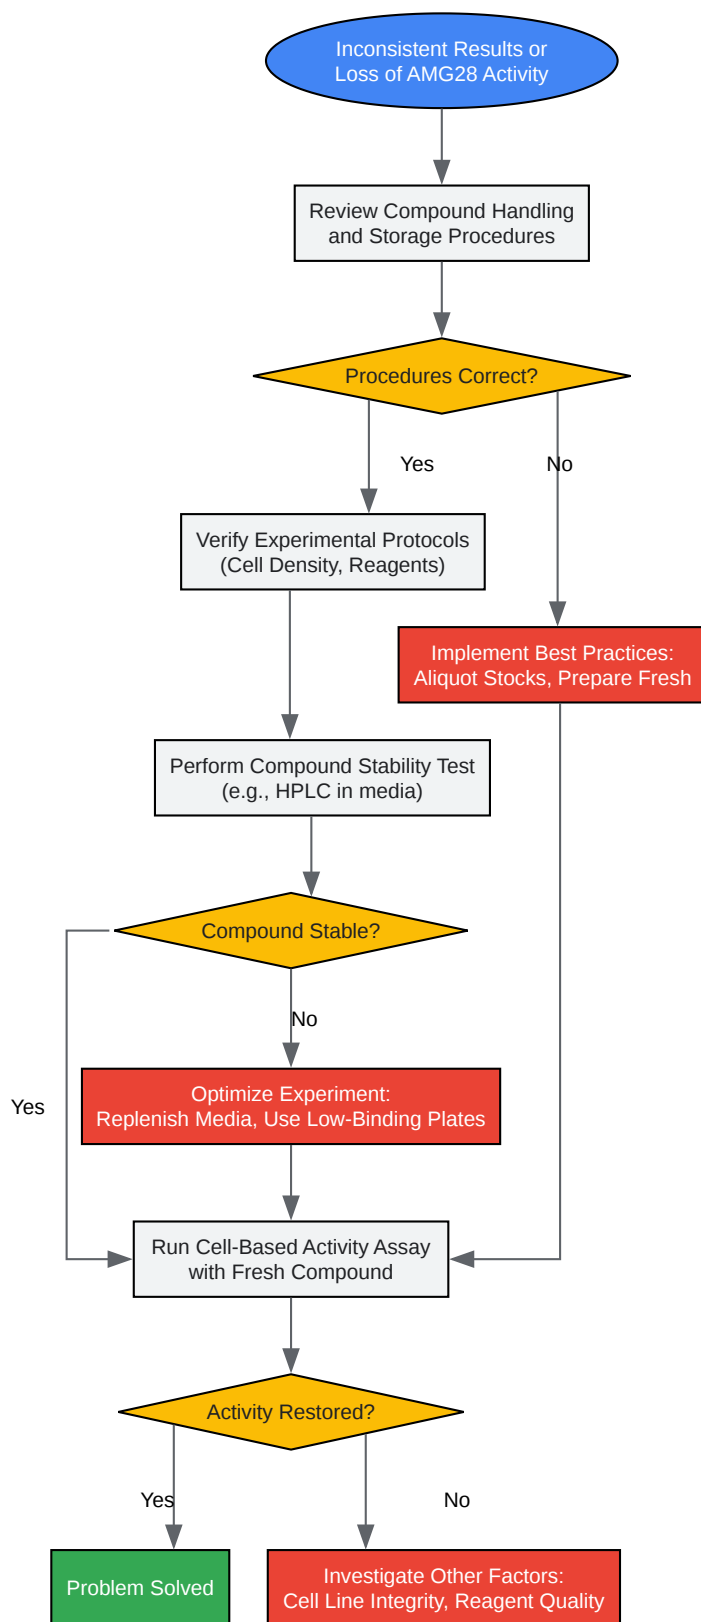 Inconsistent Results or
Loss of AMG28 Activity
Review Compound Handling
and Storage Procedures
Procedures Correct?
Yes
No
Verify Experimental Protocols
(Cell Density, Reagents)
Implement Best Practices:
Aliquot Stocks, Prepare Fresh
Perform Compound Stability Test
(e.g., HPLC in media)
Compound Stable?
No
Yes
Optimize Experiment:
Replenish Media, Use Low-Binding Plates
Run Cell-Based Activity Assay
with Fresh Compound
Activity Restored?
Yes
No
Problem Solved
Investigate Other Factors:
Cell Line Integrity, Reagent Quality